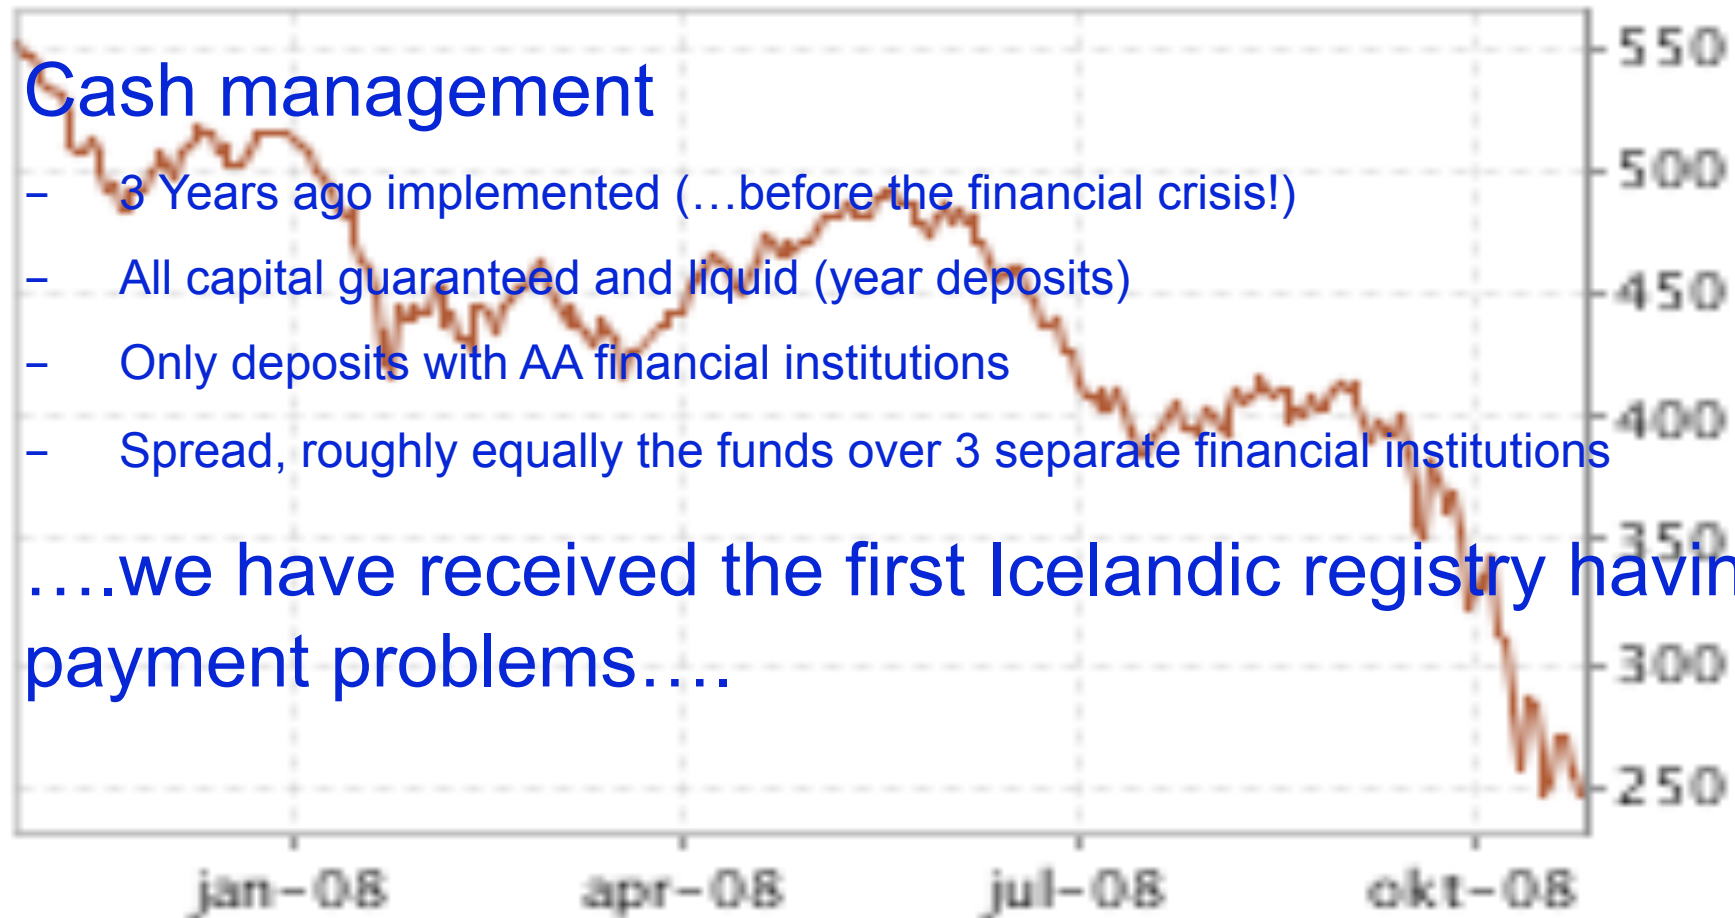 Cash management
– 3 Years ago implemented (…before the financial crisis!)
– All capital guaranteed and liquid (year deposits)
– Only deposits with AA financial institutions
– Spread, roughly equally the funds over 3 separate financial institutions
….we have received the first Icelandic registry havin
payment problems….
550
500
450
400
350
300
250
jan-08 apr-08 jul-08 okt-08